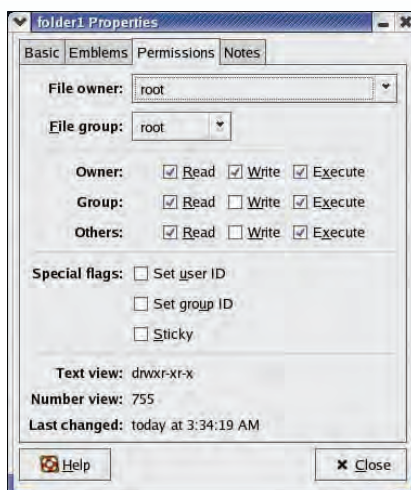 folder1 Properties
Basic Emblems Permissions Notes
File owner: root
File group: root
Owner: Read Write Execute
Group: Read Write Execute
Others: Read Write Execute
Special flags: Set user ID
Set group ID
Sticky
Text view: drwxr-xr-x
Number view: 755
Last changed: today at 3:34:19 AM
Help Close